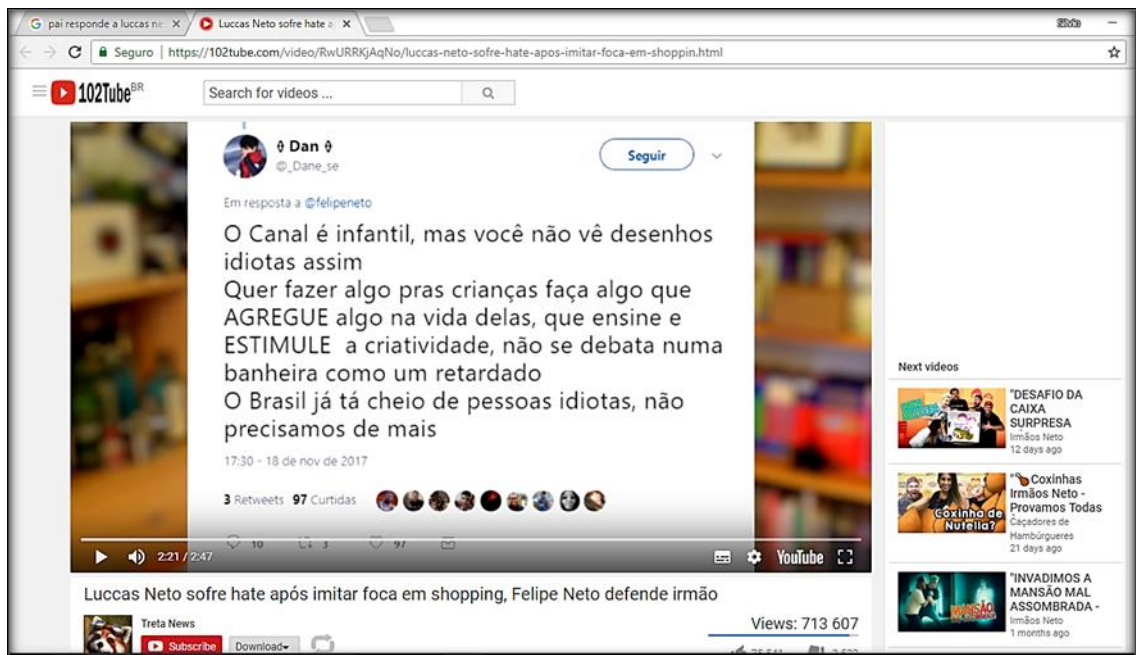 pai responde a luccas ne
Luccas Neto sofre hate a
Silvio
Seguro | https://102tube.com/video/RwURRKjAqNo/luccas-neto-sofre-hate-apos-imitar-foca-em-shoppin.html
102Tube BR
Search for videos ...
Dan
@_Dane_se
Seguir
Em resposta a @felipeneto
O Canal é infantil, mas você não vê desenhos
idiotas assim
Quer fazer algo pras crianças faça algo que
AGREGUE algo na vida delas, que ensine e
ESTIMULE a criatividade, não se debata numa
banheira como um retardado
O Brasil já tá cheio de pessoas idiotas, não
precisamos de mais
17:30 - 18 de nov de 2017
3 Retweets 97 Curtidas
10 3 97
2:21 / 2:47
YouTube
Luccas Neto sofre hate após imitar foca em shopping, Felipe Neto defende irmão
Treta News
Subscribe
Download
Views: 713 607
Next videos
"DESAFIO DA
CAIXA
SURPRESA
Irmãos Neto
12 days ago
Coxinha de
Nutella?
"Coxinhas
Irmãos Neto -
Provamos Todas
Caçadores de
Hambúrgueres
21 days ago
MANSÃO
"INVADIMOS A
MANSÃO MAL
ASSOMBRADA -
Irmãos Neto
1 months ago